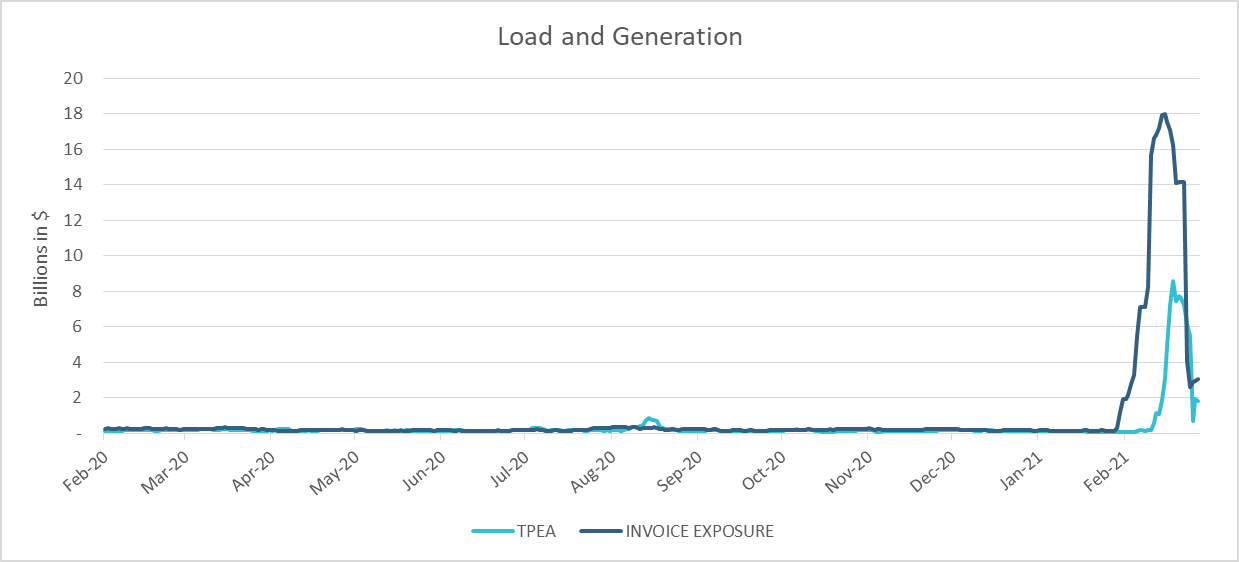 Load and Generation
Billions in $
20
18
16
14
12
10
8
6
4
2
-
Feb-20
Mar-20
Apr-20
May-20
Jun-20
Jul-20
Aug-20
Sep-20
Oct-20
Nov-20
Dec-20
Jan-21
Feb-21
TPEA
INVOICE EXPOSURE